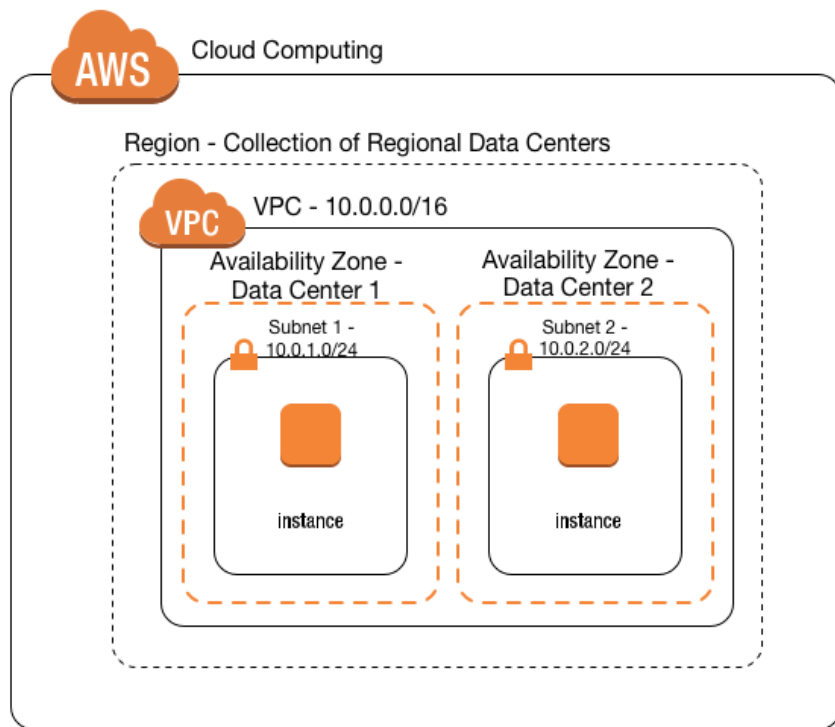 AWS
Cloud Computing
Region - Collection of Regional Data Centers
VPC
VPC - 10.0.0.0/16
Availability Zone -
Data Center 1
Subnet 1 -
10.0.1.0/24
instance
Availability Zone -
Data Center 2
Subnet 2 -
10.0.2.0/24
instance